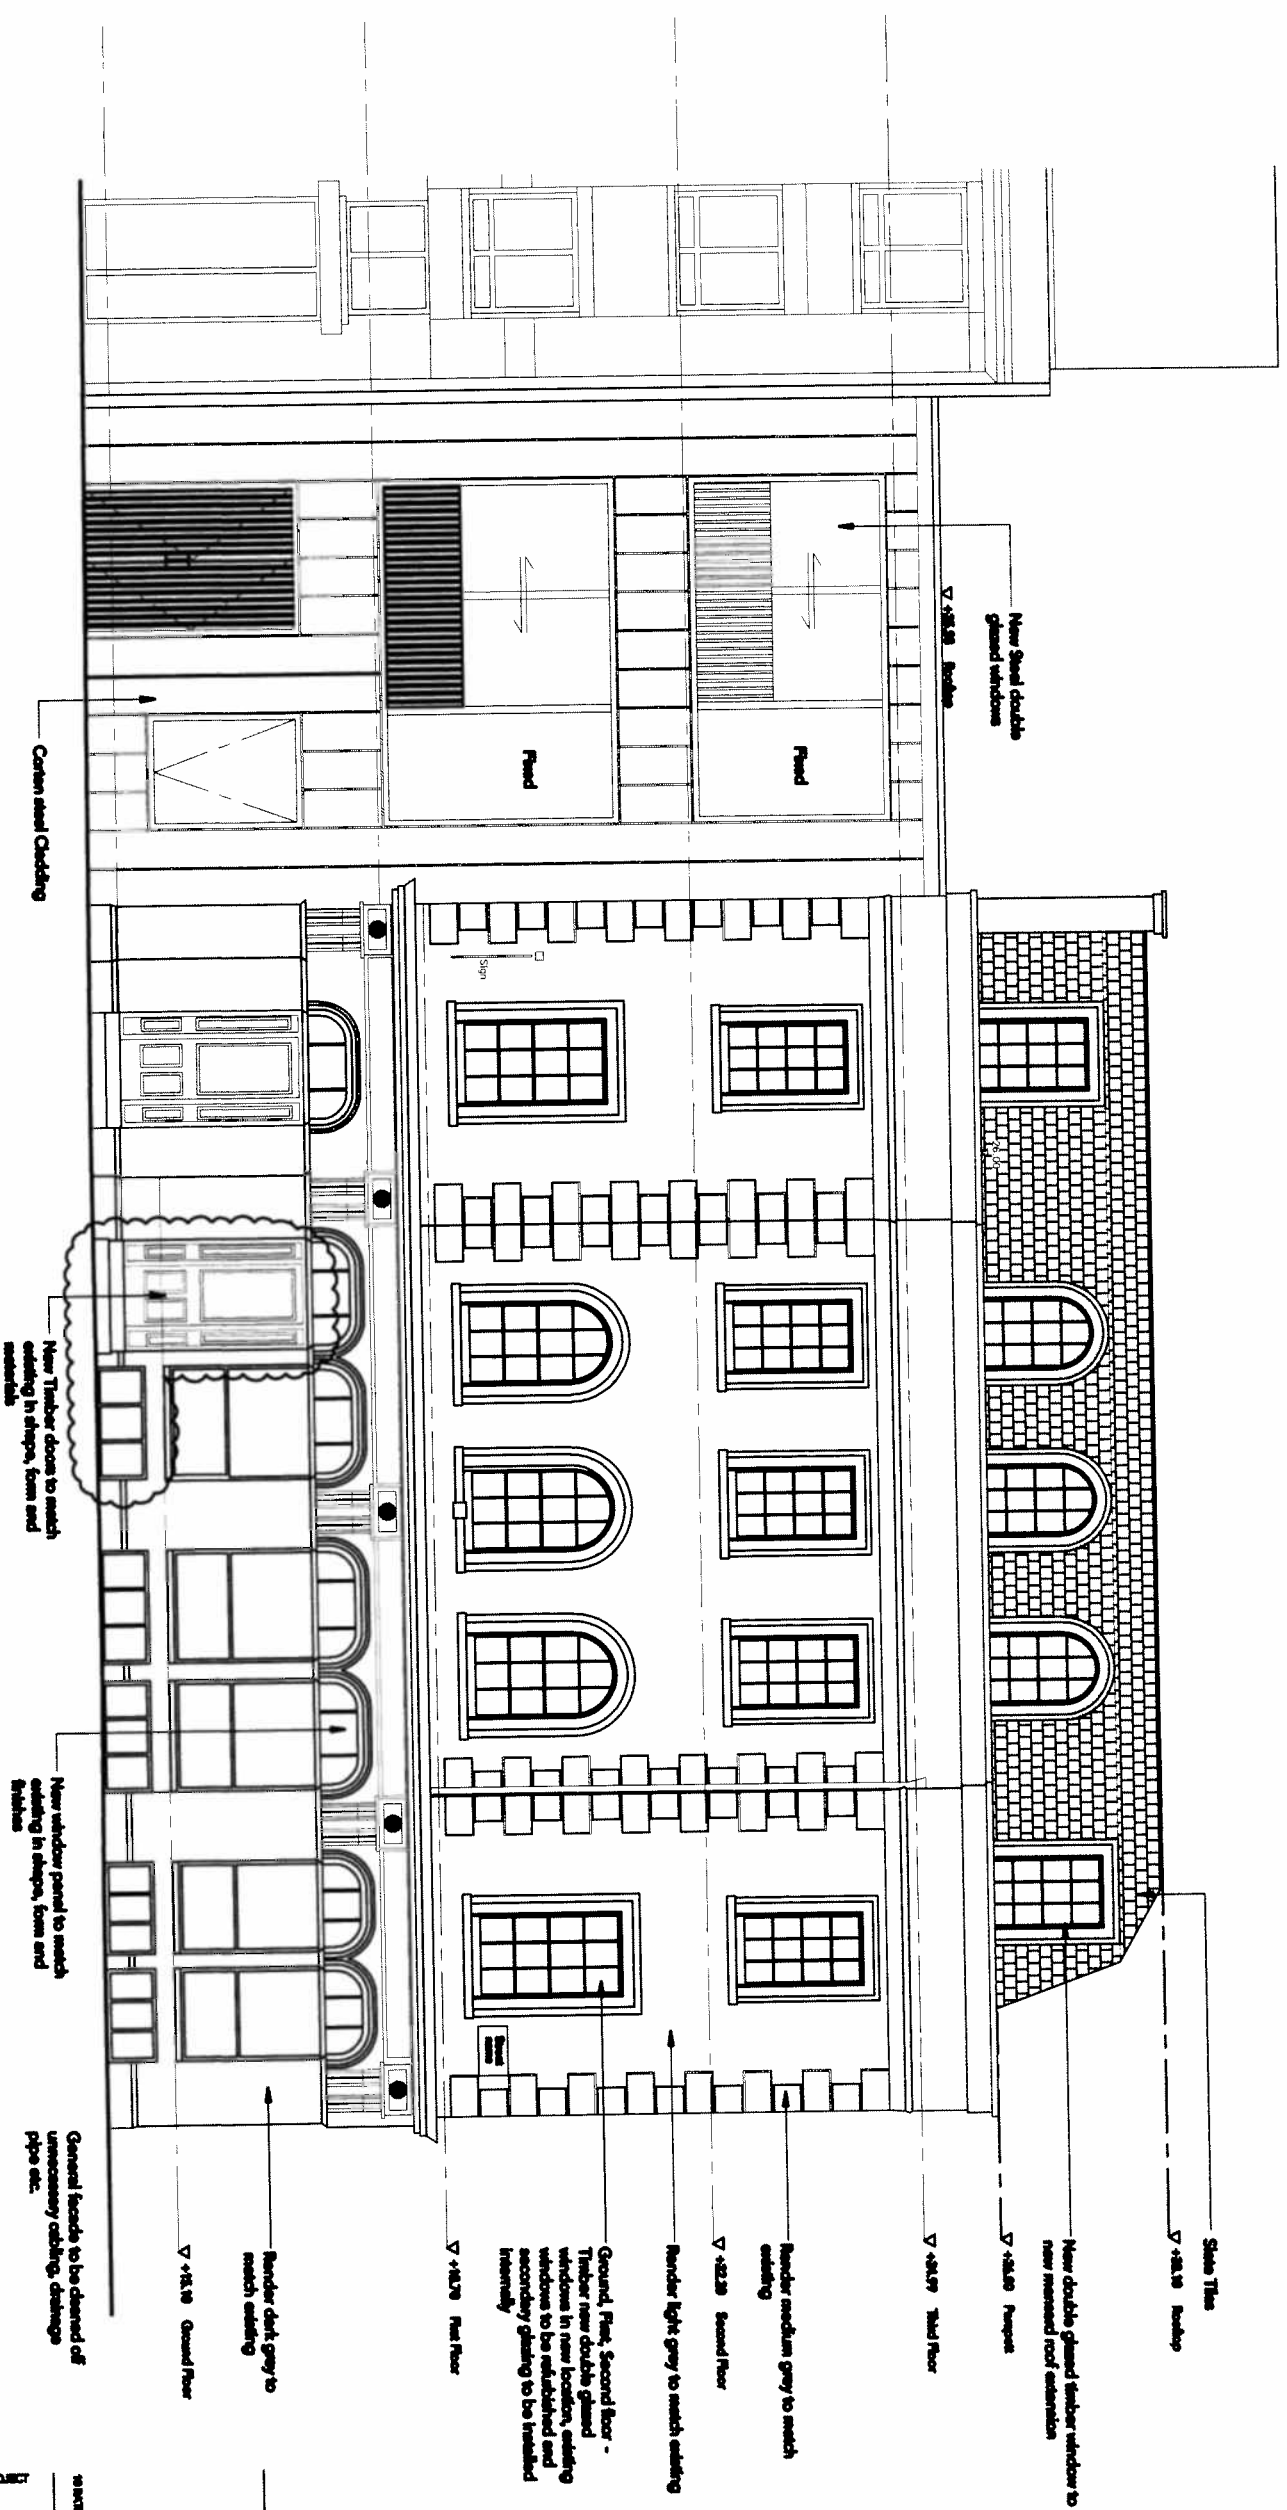 Slate Tiles
Rooftop
New double glazed timber window to
new mansard roof extension
Parapet
Third Floor
Render medium grey to match
existing
Second Floor
Render light grey to match existing
Ground, First, Second floor -
Timber new double glazed
windows in new location, existing
windows to be refurbished and
secondary glazing to be installed
internally
First Floor
Render dark grey to
match existing
Ground Floor
General facade to be cleaned off
unnecessary cabling, drainage
pipe etc.
New Steel double
glazed windows
Rooftop
Fixed
Fixed
Sign
Street
name
Corten steel Cladding
New Timber doors to match
existing in shape, form and
materials
New window panel to match
existing in shape, form and
finishes